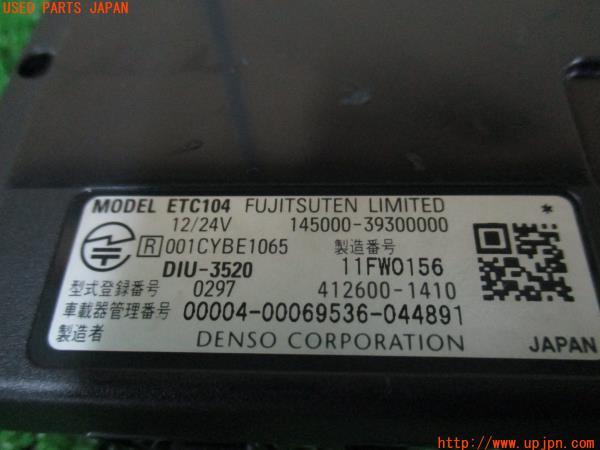 USED PARTS JAPAN
MODEL ETC104 FUJITSUTEN LIMITED
12/24V 145000-39300000
R 001CYBE1065 製造番号
DIU-3520 11FW0156
型式登録番号 0297 412600-1410
車載器管理番号 00004-00069536-044891
製造者 DENSO CORPORATION JAPAN
http://www.upjpn.com/